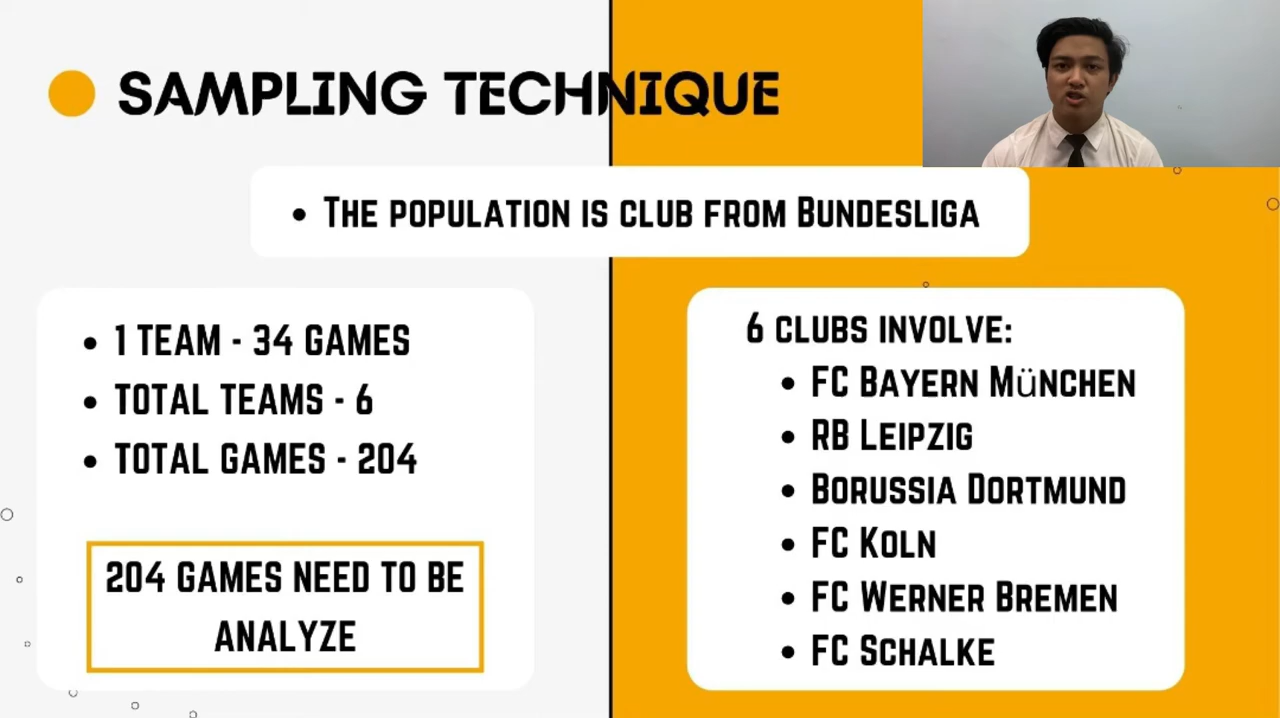 SAMPLING TECHNIQUE
• THE POPULATION IS CLUB FROM BUNDESLIGA
• 1 TEAM - 34 GAMES
• TOTAL TEAMS - 6
• TOTAL GAMES - 204
204 GAMES NEED TO BE
ANALYZE
6 CLUBS INVOLVE:
• FC BAYERN MüNCHEN
• RB LEIPZIG
• BORUSSIA DORTMUND
• FC KOLN
• FC WERNER BREMEN
• FC SCHALKE